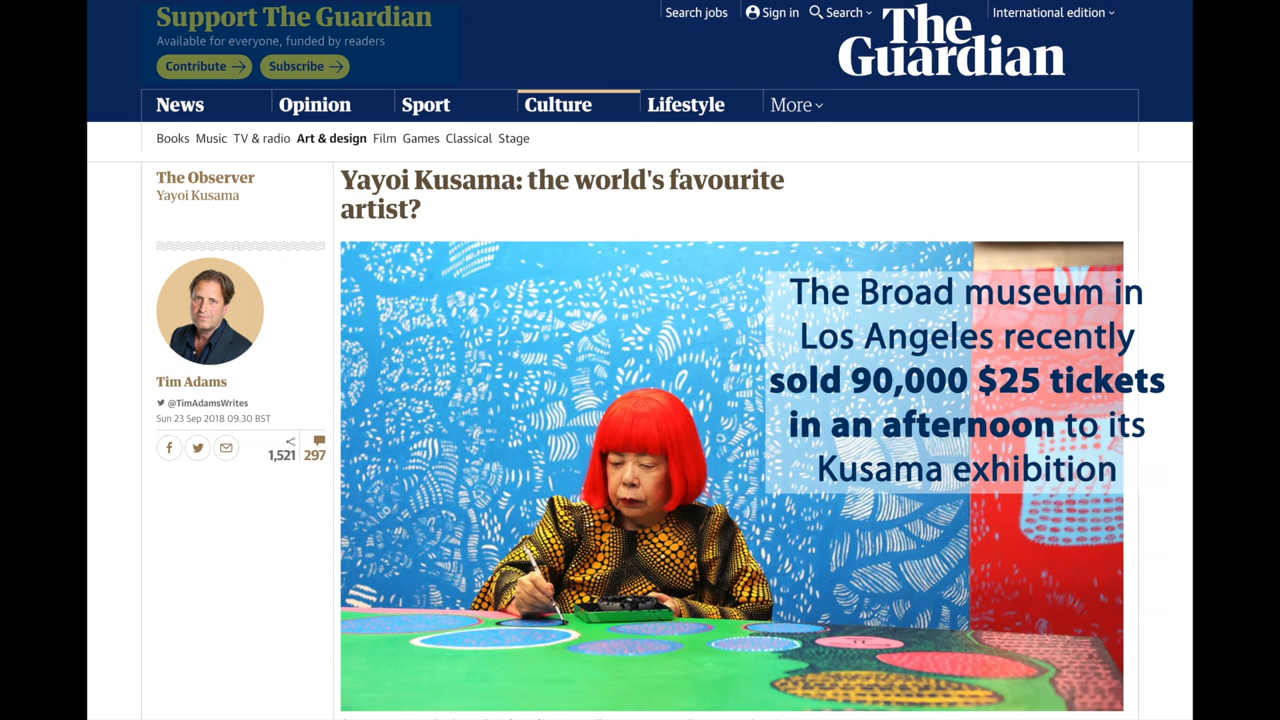 Support The Guardian
Available for everyone, funded by readers
Contribute
Subscribe
Search jobs
Sign in
Search
International edition
The
Guardian
News
Opinion
Sport
Culture
Lifestyle
More
Books Music TV & radio Art & design Film Games Classical Stage
The Observer
Yayoi Kusama
Yayoi Kusama: the world's favourite
artist?
Tim Adams
@TimAdamsWrites
Sun 23 Sep 2018 09.30 BST
1,521
297
The Broad museum in
Los Angeles recently
sold 90,000 $25 tickets
in an afternoon to its
Kusama exhibition